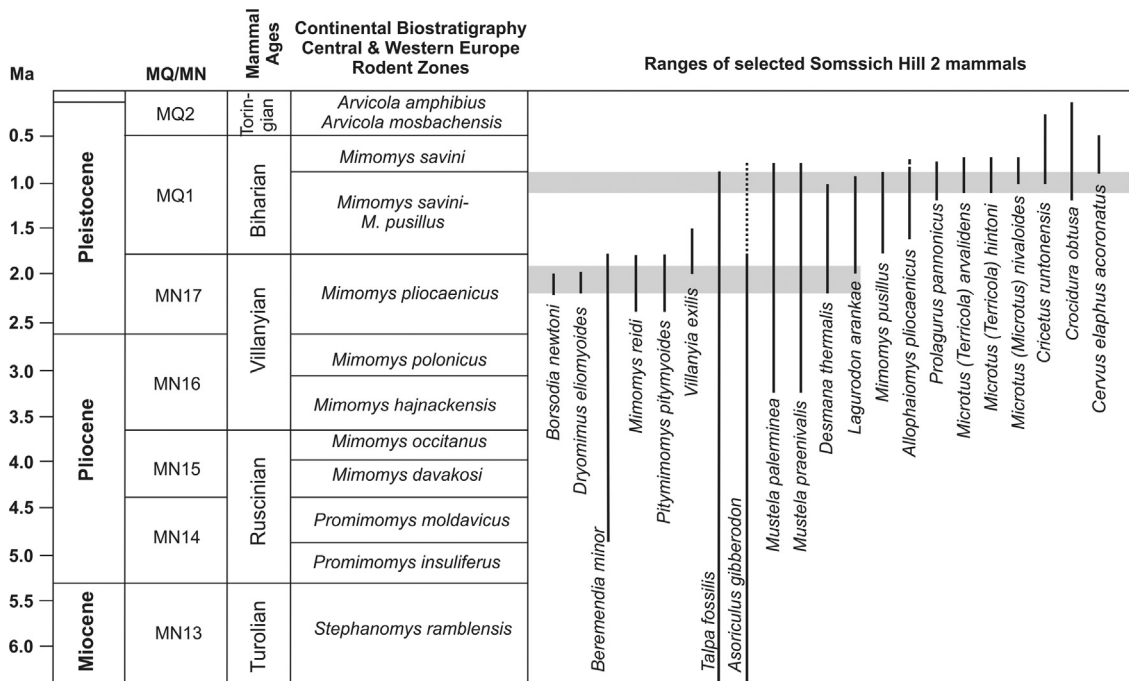 Ma
MQ/MN
Mammal
Ages
Continental Biostratigraphy
Central & Western Europe
Rodent Zones
Ranges of selected Somssich Hill 2 mammals
0.5
1.0
1.5
2.0
2.5
3.0
3.5
4.0
4.5
5.0
5.5
6.0
Pleistocene
Pliocene
Miocene
MQ2
MQ1
MN17
MN16
MN15
MN14
MN13
Torin-
gian
Biharian
Villanyian
Ruscinian
Turolian
Arvicola amphibius
Arvicola mosbachensis
Mimomys savini
Mimomys savini-
M. pusillus
Mimomys pliocaenicus
Mimomys polonicus
Mimomys hajnackensis
Mimomys occitanus
Mimomys davakosi
Promimomys moldavicus
Promimomys insuliferus
Stephanomys ramblensis
Borsodia newtoni
Dryomimus eliomyoides
Beremendia minor
Mimomys reidi
Pitymimomys pitymyoides
Villanyia exilis
Talpa fossilis
Asoriculus gibberodon
Mustela palerminea
Mustela praenivalis
Desmana thermalis
Lagurodon arankae
Mimomys pusillus
Allophaiomys pliocaenicus
Prolagurus pannonicus
Microtus (Terricola) arvalidens
Microtus (Terricola) hintoni
Microtus (Microtus) nivaloides
Cricetus runtonensis
Crocidura obtusa
Cervus elaphus acoronatus